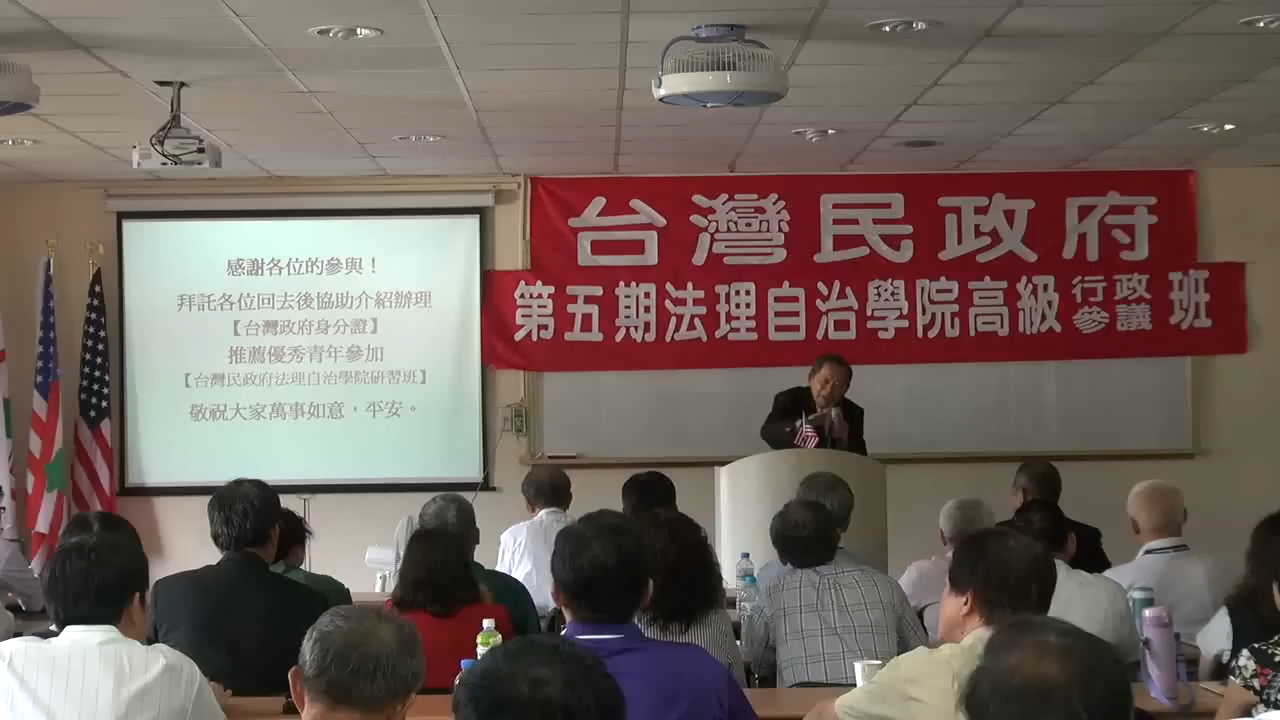 感謝各位的參與！
拜託各位回去後協助介紹辦理
【台灣政府身分證】
推薦優秀青年參加
【台灣民政府法理自治學院研習班】
敬祝大家萬事如意，平安。
台灣民政府
第五期法理自治學院高級行政參議班